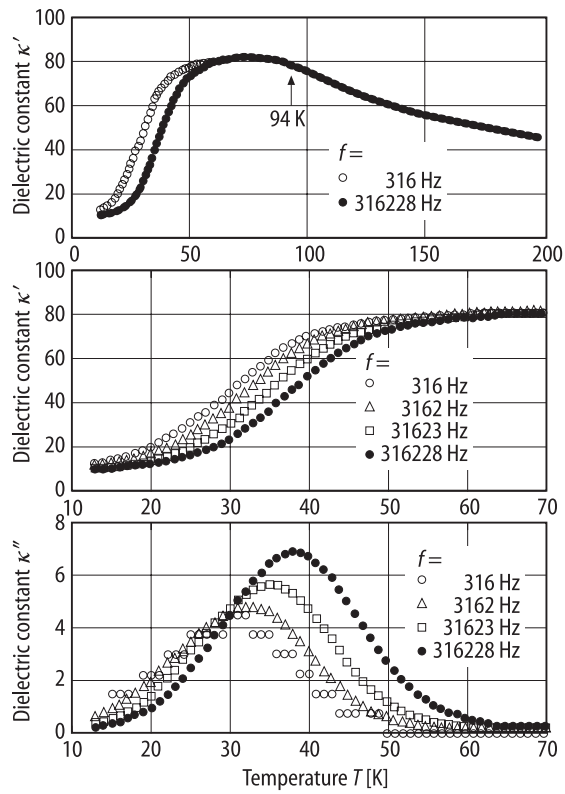 Dielectric constant κ′
100
80
60
40
20
0
94 K
f =
○ 316 Hz
● 316228 Hz
0 50 100 150 200
Dielectric constant κ′
100
80
60
40
20
0
f =
○ 316 Hz
△ 3162 Hz
□ 31623 Hz
● 316228 Hz
10 20 30 40 50 60 70
Dielectric constant κ″
8
6
4
2
0
f =
○ 316 Hz
△ 3162 Hz
□ 31623 Hz
● 316228 Hz
10 20 30 40 50 60 70
Temperature T [K]